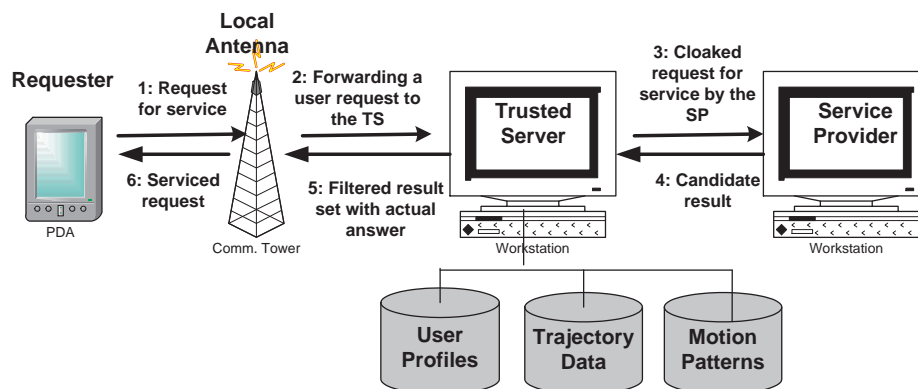 Local
Antenna
Requester
1: Request
for service
2: Forwarding a
user request to
the TS
3: Cloaked
request for
service by the
SP
Trusted
Server
Service
Provider
6: Serviced
request
5: Filtered result
set with actual
answer
4: Candidate
result
PDA
Comm. Tower
Workstation
Workstation
User
Profiles
Trajectory
Data
Motion
Patterns